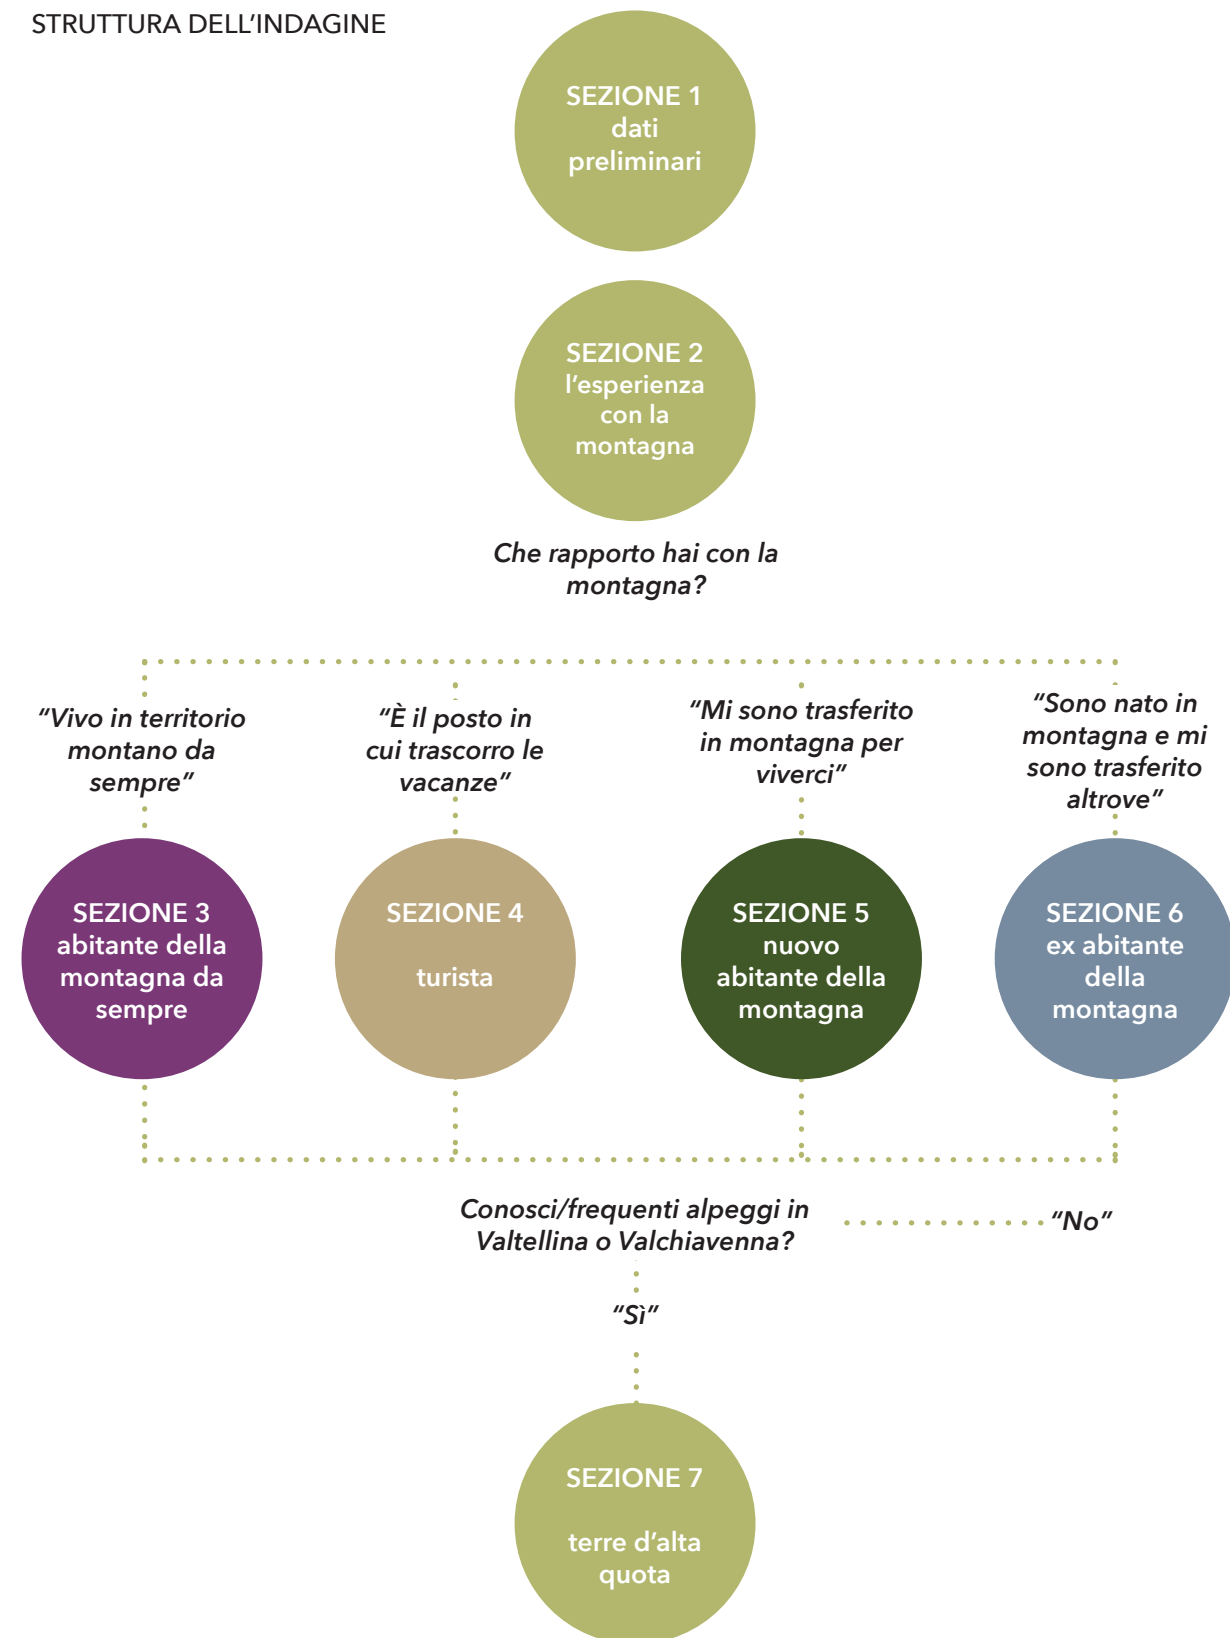 STRUTTURA DELL’INDAGINE
SEZIONE 1
dati
preliminari
SEZIONE 2
l’esperienza
con la
montagna
Che rapporto hai con la
montagna?
“Vivo in territorio
montano da
sempre”
“È il posto in
cui trascorro le
vacanze”
“Mi sono trasferito
in montagna per
viverci”
“Sono nato in
montagna e mi
sono trasferito
altrove”
SEZIONE 3
abitante della
montagna da
sempre
SEZIONE 4
turista
SEZIONE 5
nuovo
abitante della
montagna
SEZIONE 6
ex abitante
della
montagna
Conosci/frequenti alpeggi in
Valtellina o Valchiavenna?
“No”
“Sì”
SEZIONE 7
terre d’alta
quota